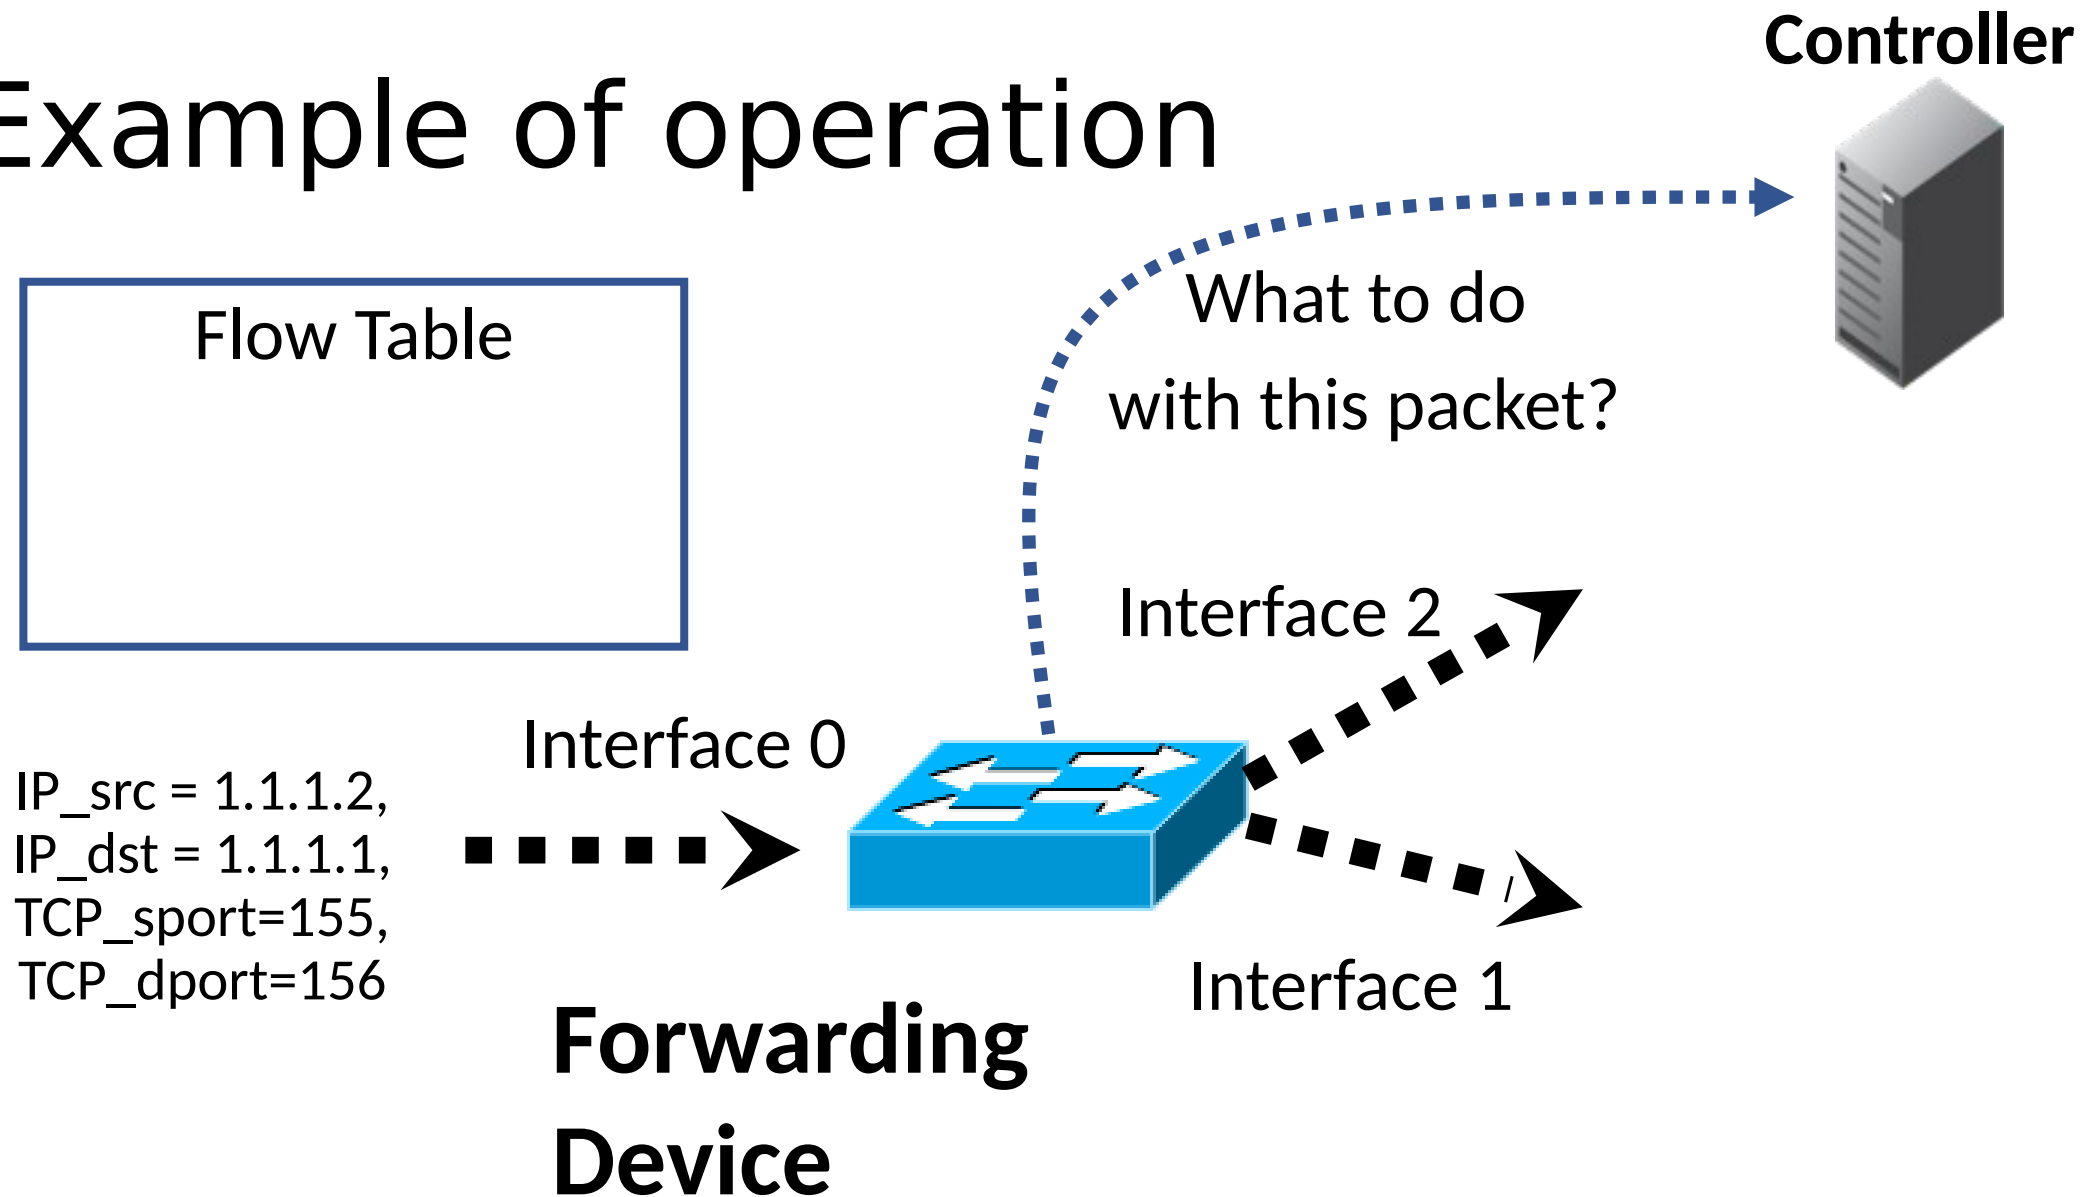 Controller
Example of operation
Flow Table
What to do
with this packet?
Interface 2
Interface 0
IP_src = 1.1.1.2,
IP_dst = 1.1.1.1,
TCP_sport=155,
TCP_dport=156
Interface 1
Forwarding
Device